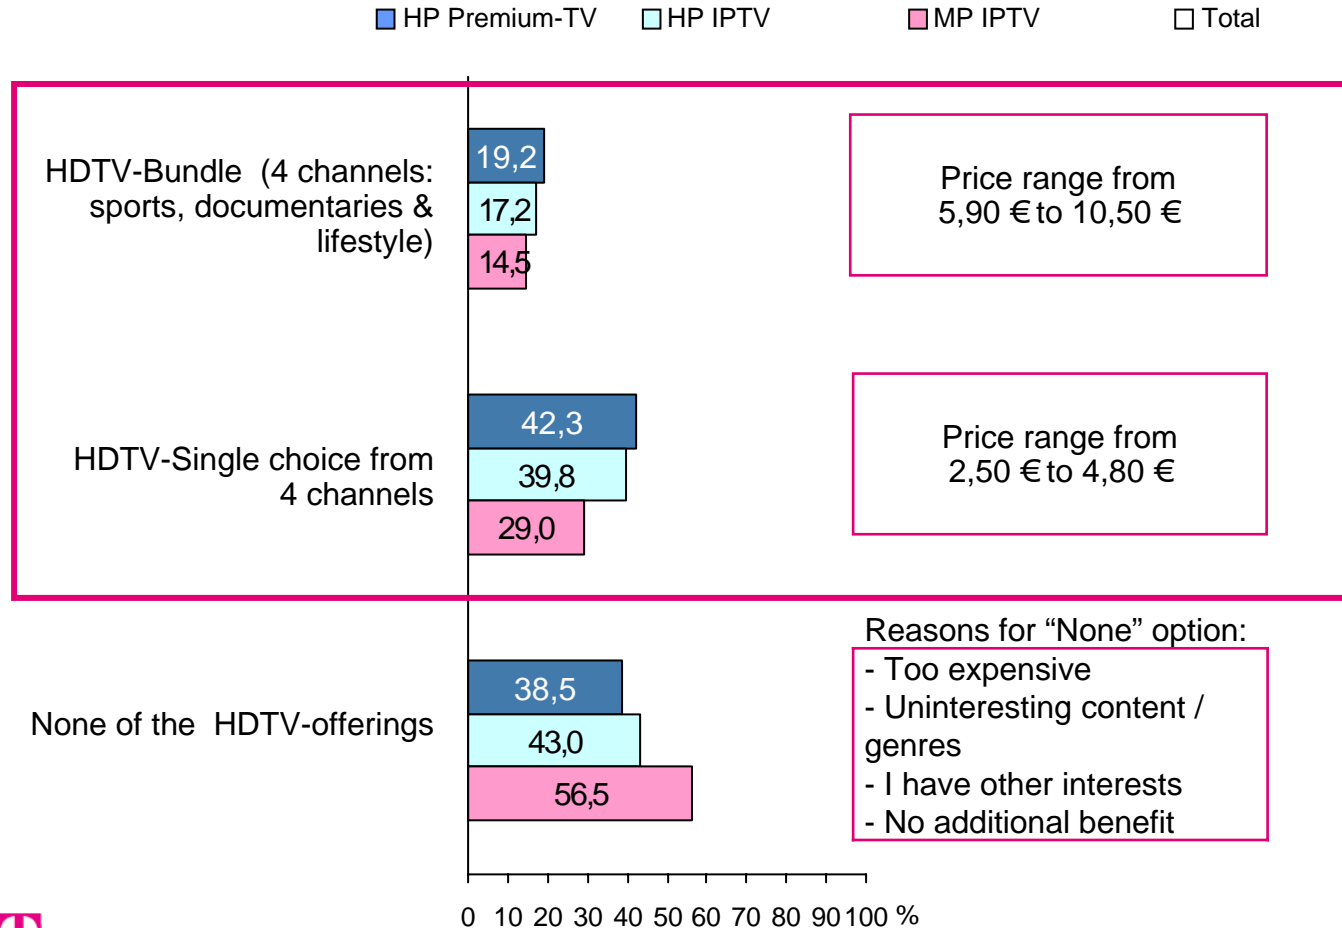 HP Premium-TV HP IPTV MP IPTV Total
HDTV-Bundle (4 channels:
sports, documentaries &
lifestyle)
19,2
17,2
14,5
Price range from
5,90 € to 10,50 €
HDTV-Single choice from
4 channels
42,3
39,8
29,0
Price range from
2,50 € to 4,80 €
None of the HDTV-offerings
38,5
43,0
56,5
Reasons for “None” option:
- Too expensive
- Uninteresting content /
genres
- I have other interests
- No additional benefit
0 10 20 30 40 50 60 70 80 90 100 %